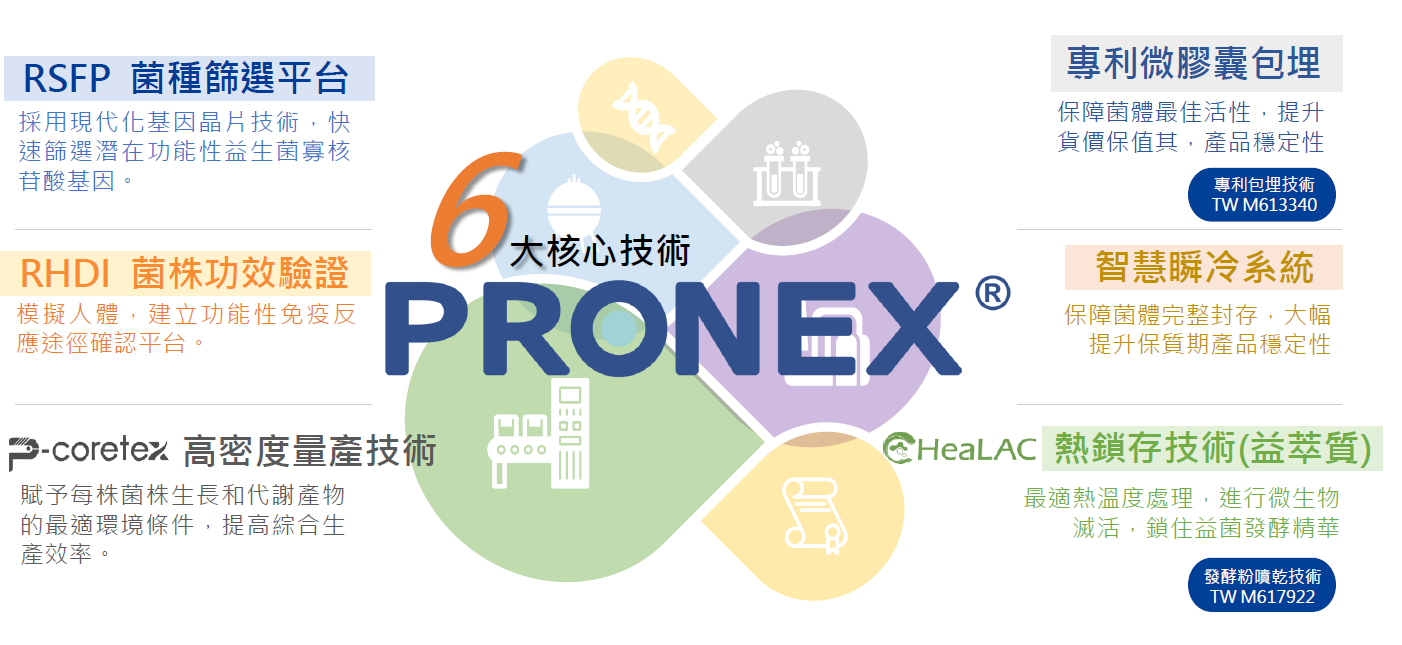 RSFP 菌種篩選平台
採用現代化基因晶片技術，快
速篩選潛在功能性益生菌寡核
苷酸基因。
RHDI 菌株功效驗證
模擬人體，建立功能性免疫反
應途徑確認平台。
P-coretex 高密度量產技術
賦予每株菌株生長和代謝產物
的最適環境條件，提高綜合生
產效率。
6大核心技術
PRONEX®
專利微膠囊包埋
保障菌體最佳活性，提升
貨價保值其，產品穩定性
專利包埋技術
TW M613340
智慧瞬冷系統
保障菌體完整封存，大幅
提升保質期產品穩定性
HeaLAC 熱鎖存技術(益萃質)
最適熱溫度處理，進行微生物
滅活，鎖住益菌發酵精華
發酵粉噴乾技術
TW M617922